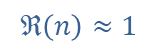 ℜ(n) ≈ 1